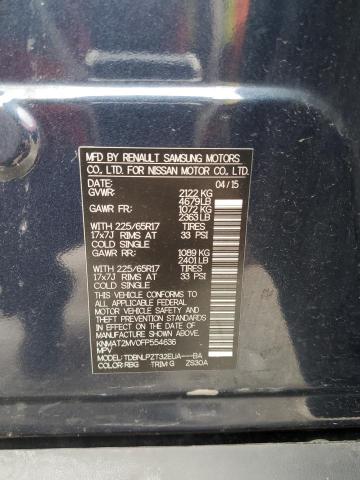 MFD BY RENAULT SAMSUNG MOTORS
CO., LTD. FOR NISSAN MOTOR CO., LTD.
DATE: 04/15
GVWR: 2122 KG
4679LB
GAWR FR: 1072 KG
2363LB
WITH 225/65R17 TIRES
17x7J RIMS AT 33 PSI
COLD SINGLE
GAWR RR: 1089 KG
2401LB
WITH 225/65R17 TIRES
17x7J RIMS AT 33 PSI
COLD SINGLE
THIS VEHICLE CONFORMS TO ALL
APPLICABLE FEDERAL MOTOR VEHICLE
SAFETY, BUMPER, AND THEFT
PREVENTION STANDARDS IN EFFECT ON
THE DATE OF MANUFACTURE SHOWN
ABOVE.
KNMAT2MV0FP554636
MPV
MODEL: TDBNLPZT32EUA---BA
COLOR:RBG TRIM G ZS30A